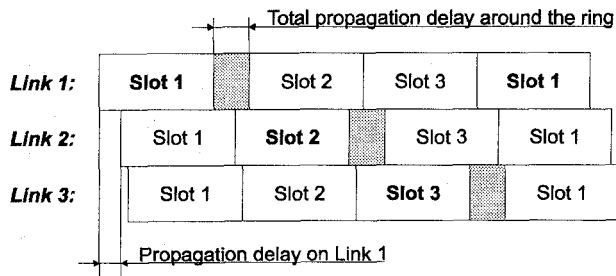 Total propagation delay around the ring
Link 1: Slot 1 Slot 2 Slot 3 Slot 1
Link 2: Slot 1 Slot 2 Slot 3 Slot 1
Link 3: Slot 1 Slot 2 Slot 3 Slot 1
Propagation delay on Link 1